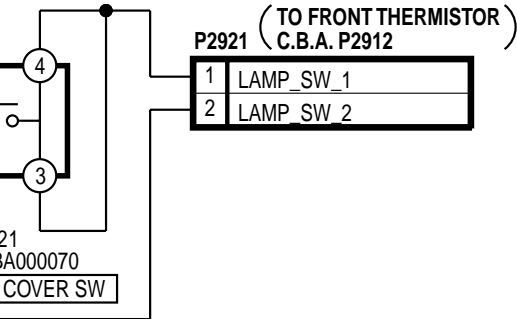 (TO FRONT THERMISTOR)
P2921 C.B.A. P2912
4
1 LAMP_SW_1
2 LAMP_SW_2
3
21
BA000070
COVER SW